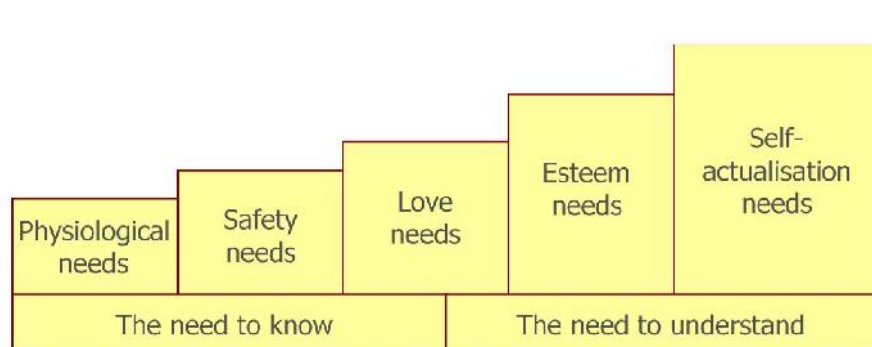 Physiological
needs
Safety
needs
Love
needs
Esteem
needs
Self-
actualisation
needs
The need to know
The need to understand